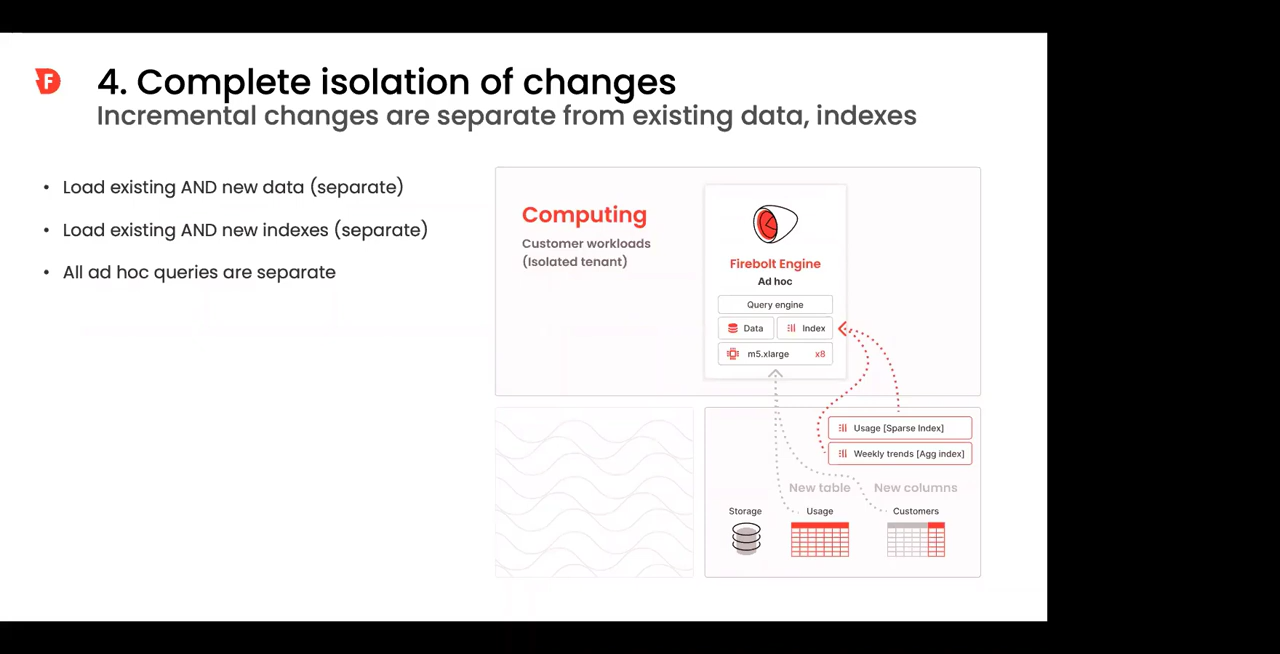 F
4. Complete isolation of changes
Incremental changes are separate from existing data, indexes
• Load existing AND new data (separate)
• Load existing AND new indexes (separate)
• All ad hoc queries are separate
Computing
Customer workloads
(Isolated tenant)
Firebolt Engine
Ad hoc
Query engine
Data
Index
m5.xlarge x8
Usage [Sparse Index]
Weekly trends [Agg index]
New table
New columns
Storage
Usage
Customers